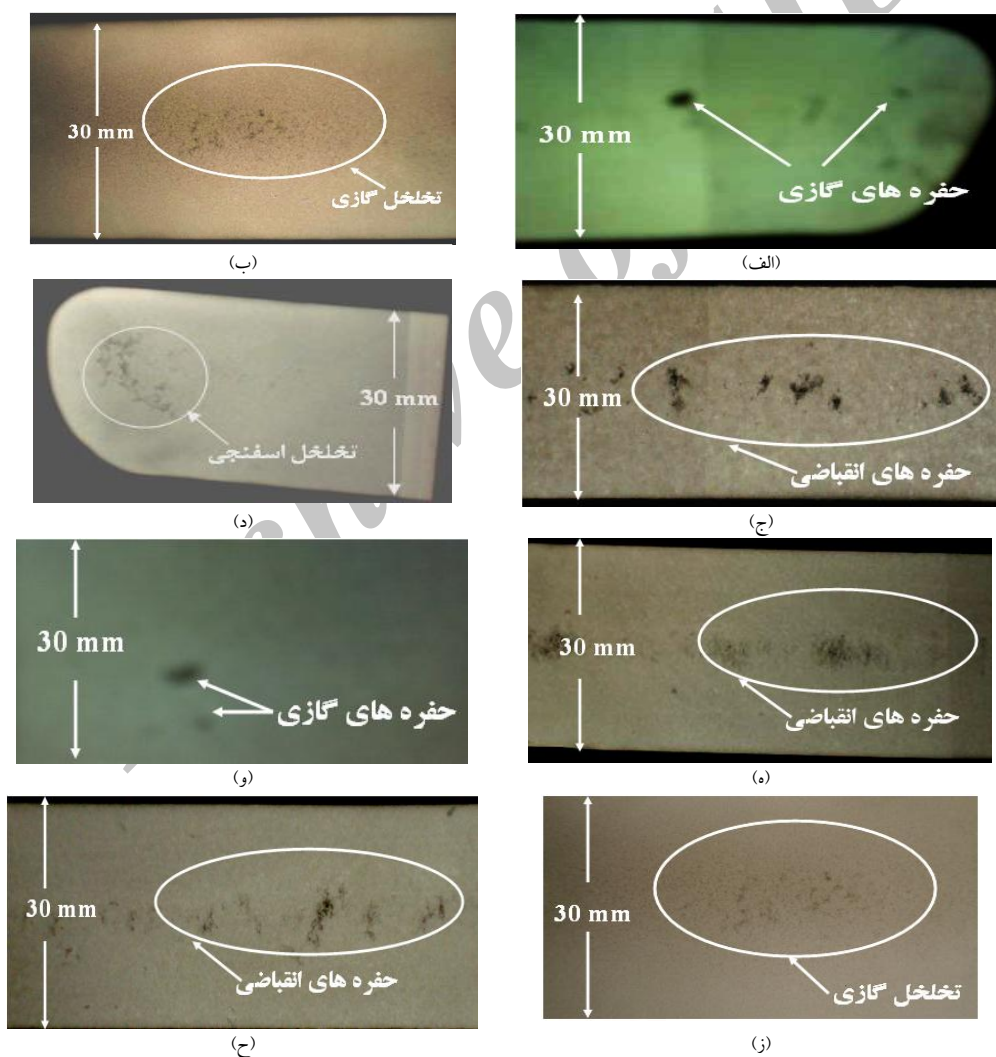 30 mm
حفره های گازی
(الف)
30 mm
تخلخل گازی
(ب)
30 mm
حفره های انقباضی
(ج)
30 mm
تخلخل اسفنجی
(د)
30 mm
حفره های انقباضی
(ه)
30 mm
حفره های گازی
(و)
30 mm
تخلخل گازی
(ز)
30 mm
حفره های انقباضی
(ح)